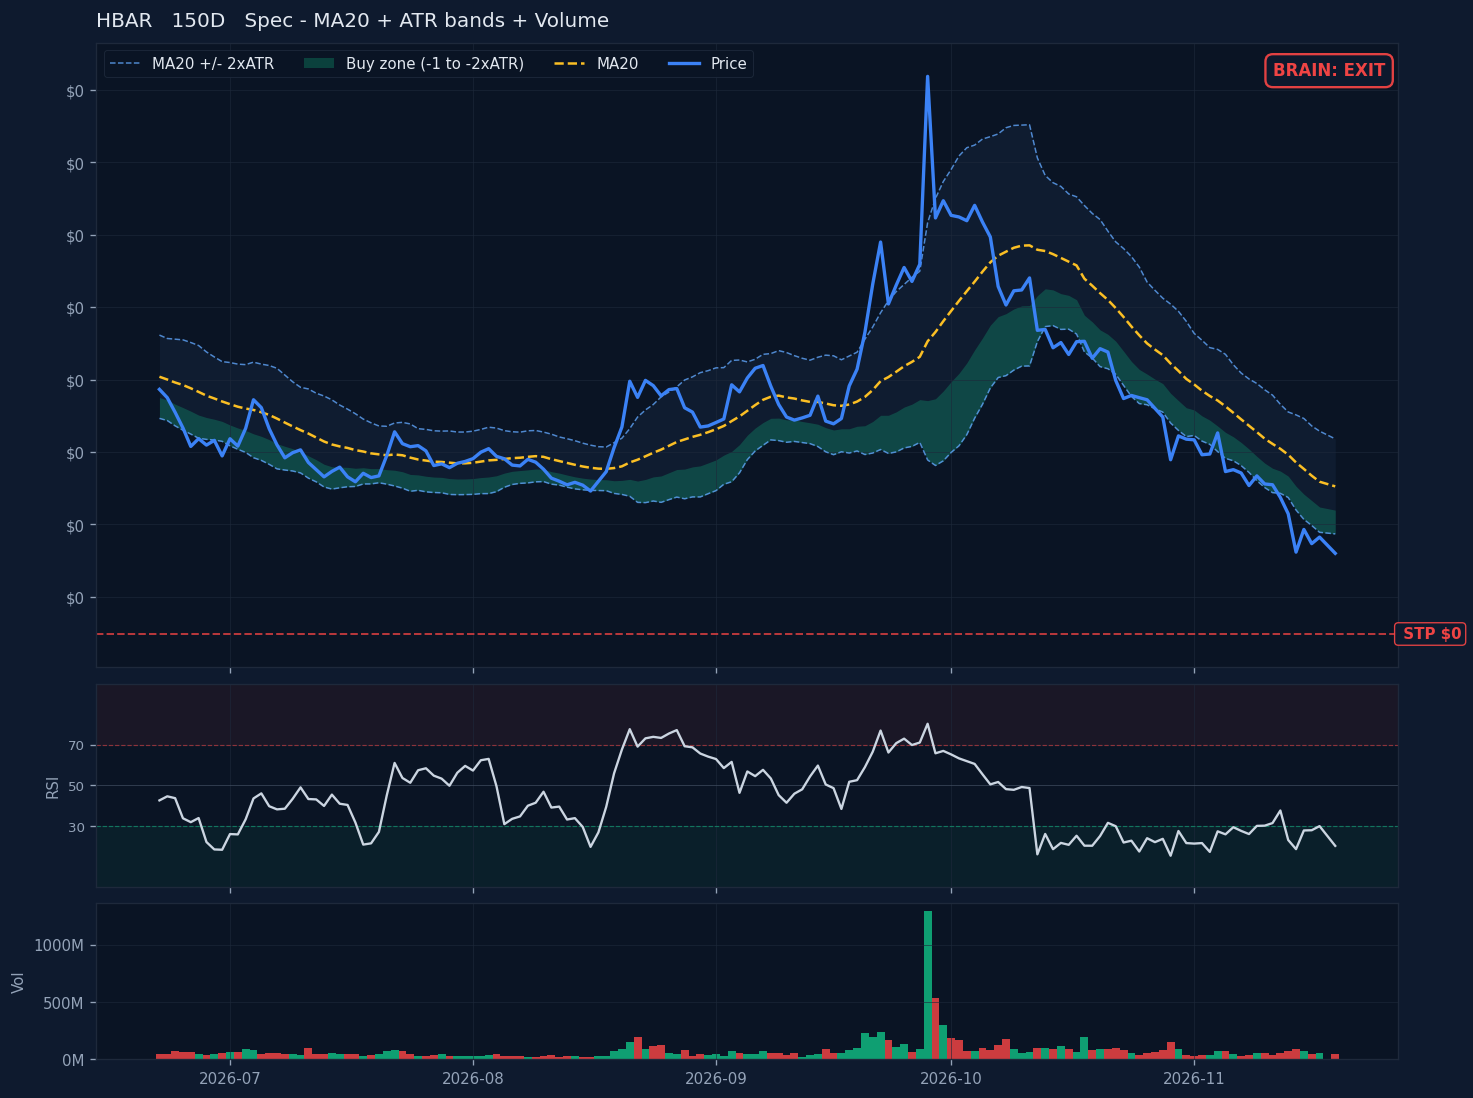 HBAR   150D   Spec - MA20 + ATR bands + Volume
MA20 +/- 2xATR
Buy zone (-1 to -2xATR)
MA20
Price
BRAIN: EXIT
$0
$0
$0
$0
$0
$0
$0
$0
STP $0
RSI
70
50
30
Vol
1000M
500M
0M
2026-07
2026-08
2026-09
2026-10
2026-11